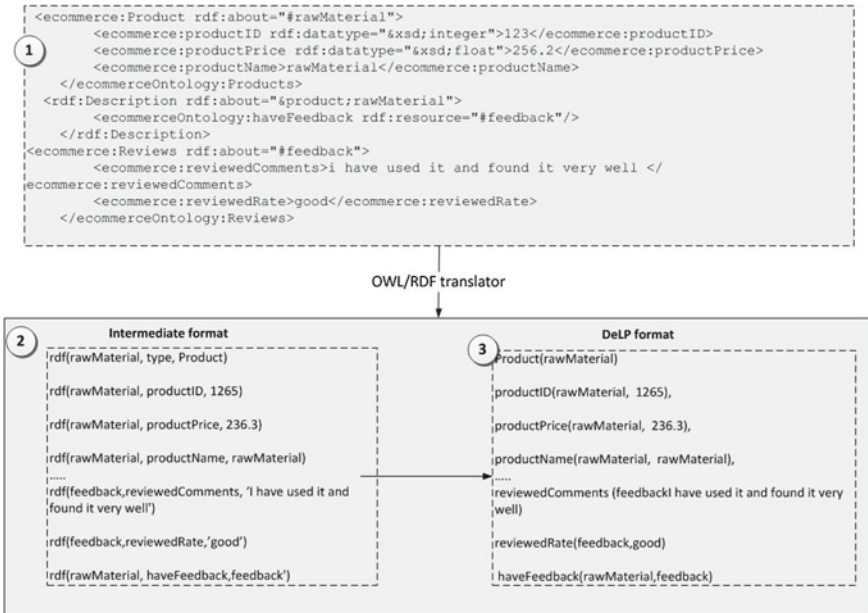 <ecommerce:Product rdf:about="#rawMaterial">
1
<ecommerce:productID rdf:datatype="&xsd;integer">123</ecommerce:productID>
<ecommerce:productPrice rdf:datatype="&xsd;float">256.2</ecommerce:productPrice>
<ecommerce:productName>rawMaterial</ecommerce:productName>
</ecommerceOntology:Products>
<rdf:Description rdf:about="&product;rawMaterial">
<ecommerceOntology:haveFeedback rdf:resource="#feedback"/>
</rdf:Description>
<ecommerce:Reviews rdf:about="#feedback">
<ecommerce:reviewedComments>i have used it and found it very well </
ecommerce:reviewedComments>
<ecommerce:reviewedRate>good</ecommerce:reviewedRate>
</ecommerceOntology:Reviews>
OWL/RDF translator
2
Intermediate format
rdf(rawMaterial, type, Product)
rdf(rawMaterial, productID, 1265)
rdf(rawMaterial, productPrice, 236.3)
rdf(rawMaterial, productName, rawMaterial)
.....
rdf(feedback,reviewedComments, 'I have used it and
found it very well')
rdf(feedback,reviewedRate,'good')
rdf(rawMaterial, haveFeedback,feedback')
3
DeLP format
Product(rawMaterial)
productID(rawMaterial, 1265),
productPrice(rawMaterial, 236.3),
productName(rawMaterial, rawMaterial),
.....
reviewedComments (feedbackI have used it and found it very
well)
reviewedRate(feedback,good)
haveFeedback(rawMaterial,feedback)